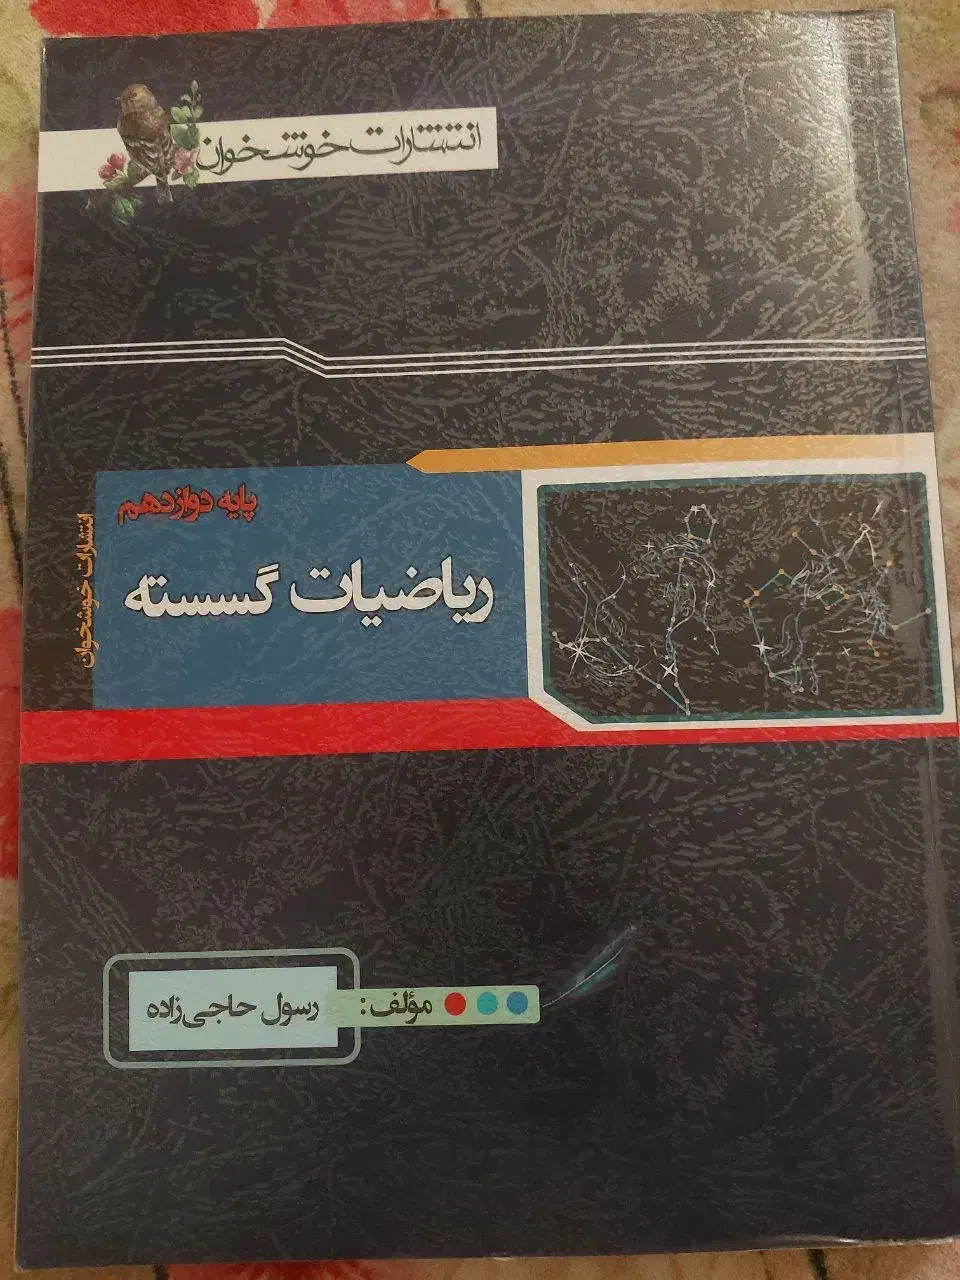 انتشارات خوشخوان
پایه دوازدهم
ریاضیات گسسته
انتشارات خوشخوان
مؤلف: رسول حاجی‌زاده